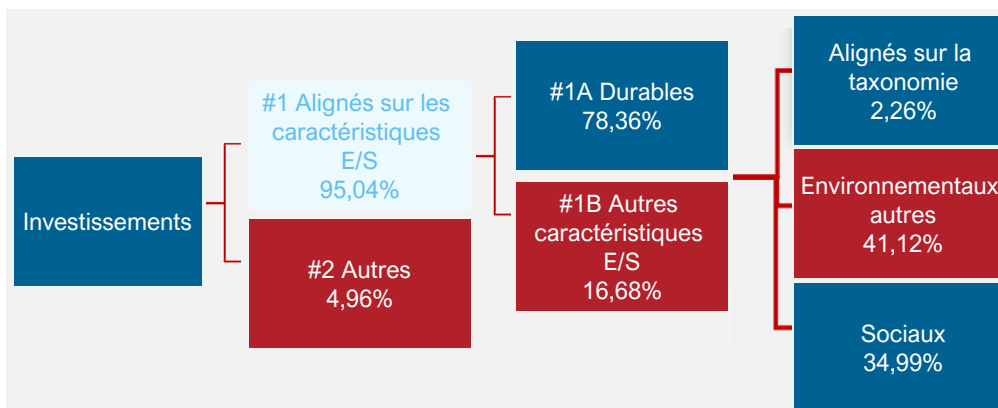 Investissements
#1 Alignés sur les
caractéristiques
E/S
95,04%
#2 Autres
4,96%
#1A Durables
78,36%
#1B Autres
caractéristiques
E/S
16,68%
Alignés sur la
taxonomie
2,26%
Environnementaux
autres
41,12%
Sociaux
34,99%